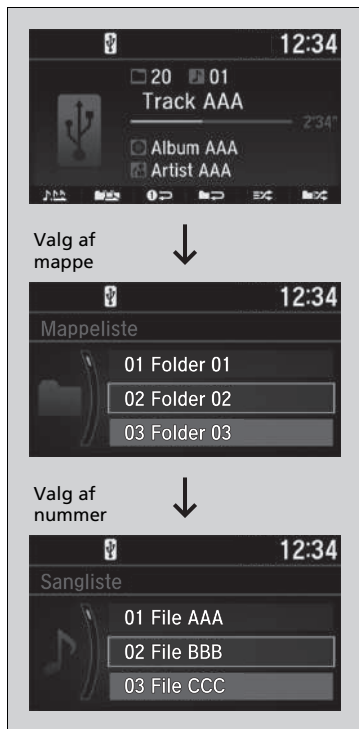 12:34
20 01
Track AAA
2'34"
Album AAA
Artist AAA
Valg af
mappe
12:34
Mappeliste
01 Folder 01
02 Folder 02
03 Folder 03
Valg af
nummer
12:34
Sangliste
01 File AAA
02 File BBB
03 File CCC